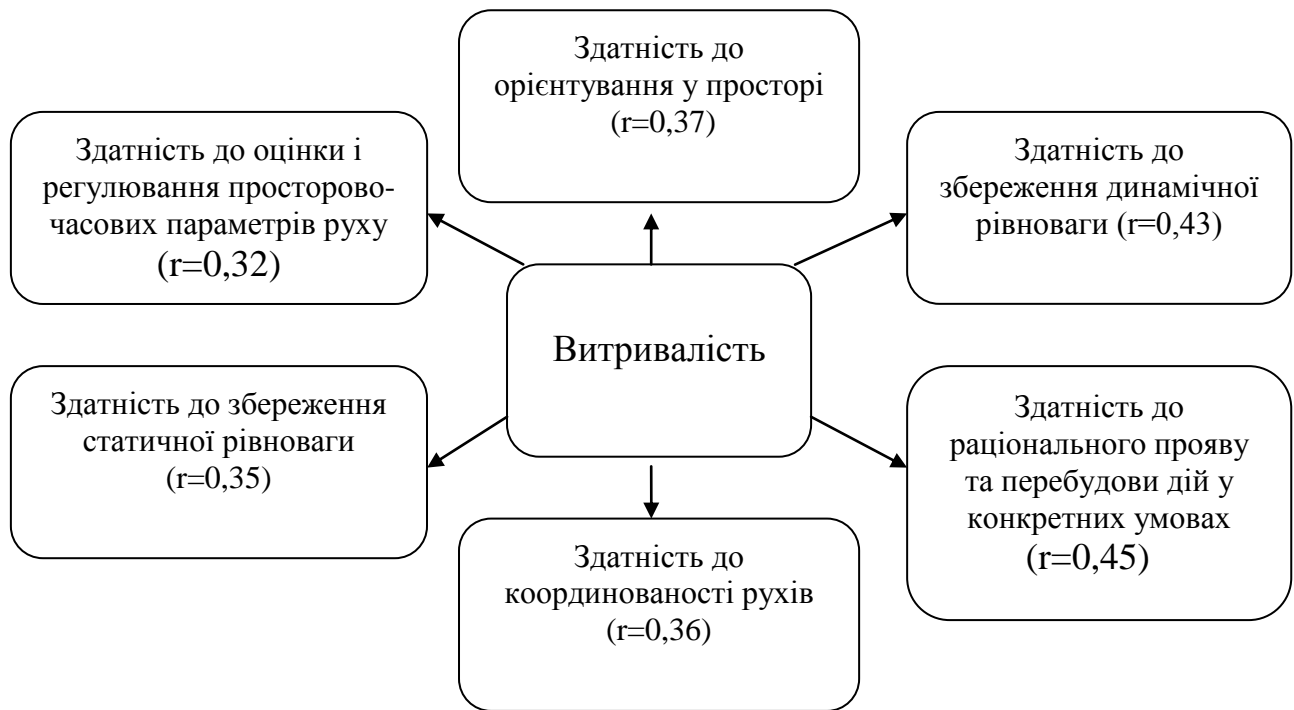 Здатність до
орієнтування у просторі
(r=0,37)
Здатність до оцінки і
регулювання просторово-
часових параметрів руху
(r=0,32)
Здатність до
збереження динамічної
рівноваги (r=0,43)
Витривалість
Здатність до збереження
статичної рівноваги
(r=0,35)
Здатність до
раціонального прояву
та перебудови дій у
конкретних умовах
(r=0,45)
Здатність до
координованості рухів
(r=0,36)